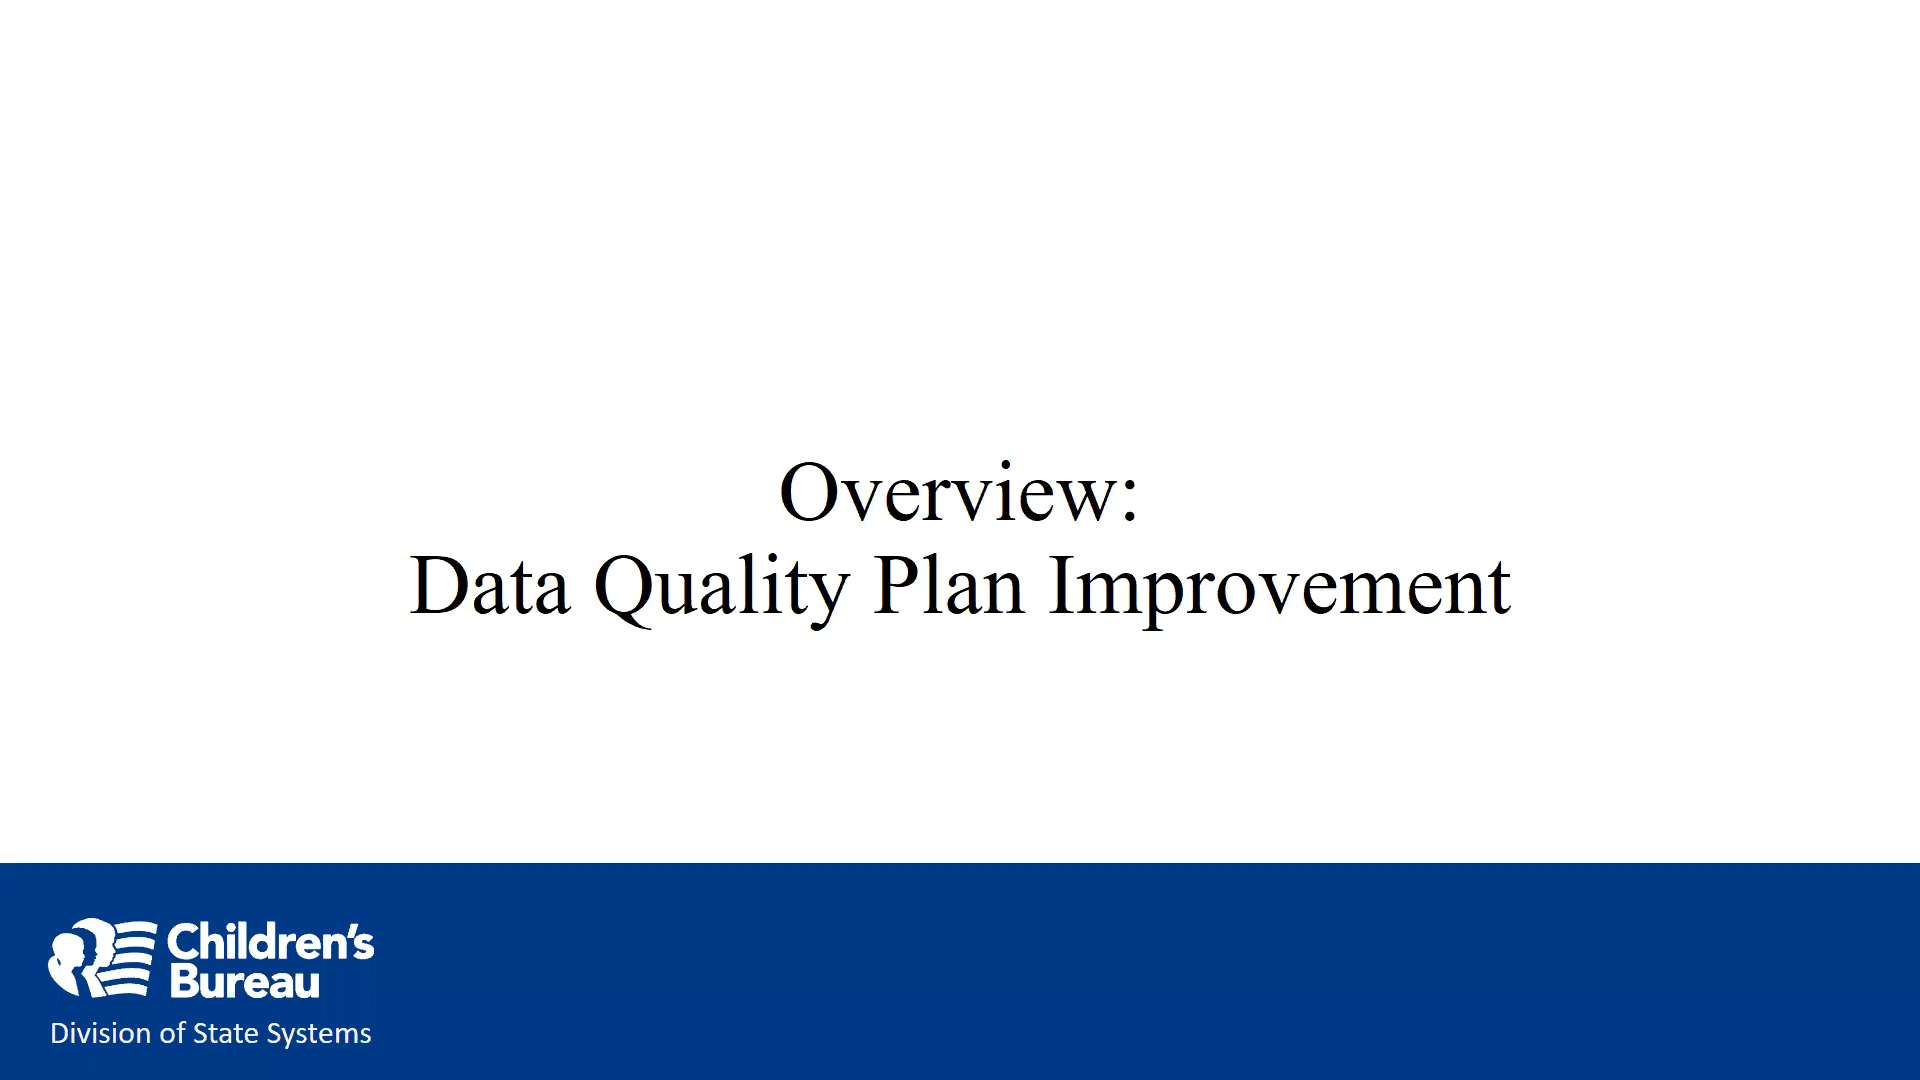 Overview:
Data Quality Plan Improvement
Children's
Bureau
Division of State Systems